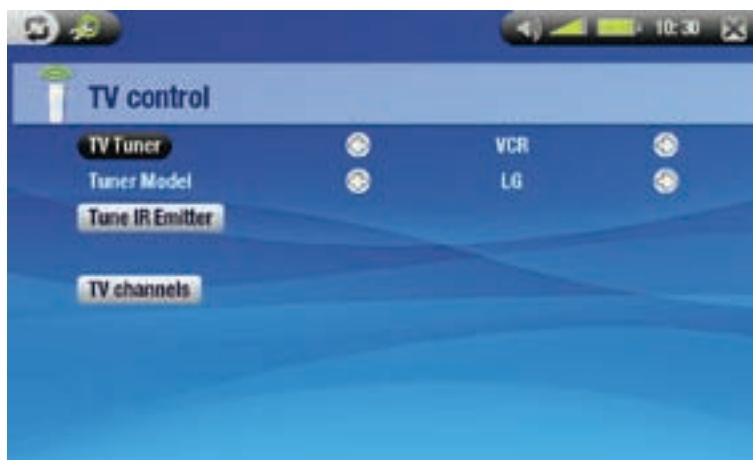 10:30
TV control
TV Tuner VCR
Tuner Model LG
Tune IR Emitter
TV channels